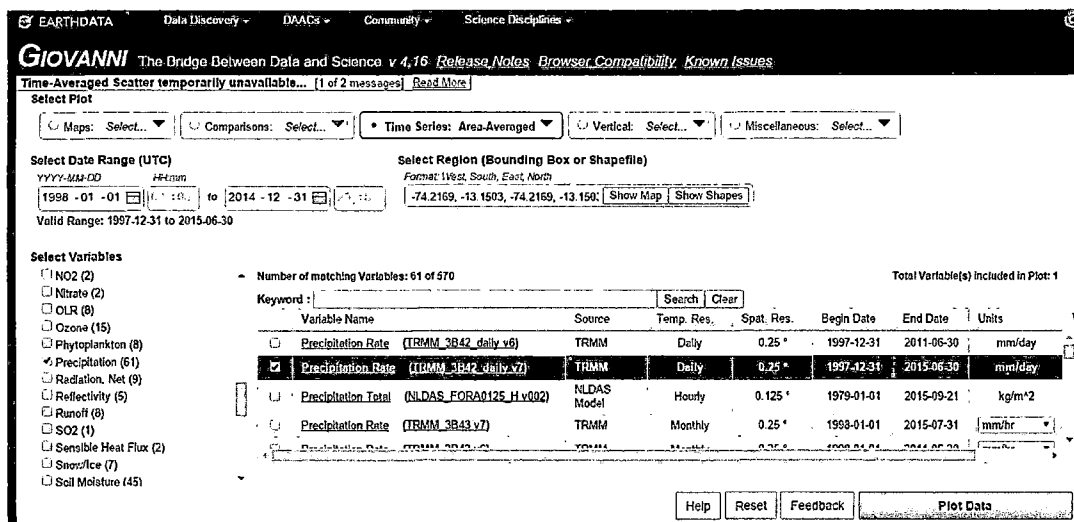 EARTHDATA Data Discovery DAACs Community Science Disciplines
GIOVANNI The Bridge Between Data and Science v 4.16 Release Notes Browser Compatibility Known Issues
Time-Averaged Scatter temporarily unavailable... [1 of 2 messages] Read More
Select Plot
Maps: Select... Comparisons: Select... Time Series: Area-Averaged Vertical: Select... Miscellaneous: Select...
Select Date Range (UTC) Select Region (Bounding Box or Shapefile)
YYYY-MM-DD HH:mm Format: West, South, East, North
1998 -01 -01 to 2014 -12 -31 -74.2169, -13.1503, -74.2169, -13.150 Show Map Show Shapes
Valid Range: 1997-12-31 to 2015-06-30
Select Variables
NO2 (2)
Nitrate (2)
OLR (8)
Ozone (15)
Phytoplankton (8)
Precipitation (61)
Radiation, Net (9)
Reflectivity (5)
Runoff (8)
SO2 (1)
Sensible Heat Flux (2)
Snow/Ice (7)
Soil Moisture (45)
Number of matching Variables: 61 of 570 Total Variable(s) included in Plot: 1
Keyword : Search Clear
Variable Name Source Temp. Res. Spat. Res. Begin Date End Date Units
Precipitation Rate (TRMM_3B42_daily v6) TRMM Daily 0.25 ° 1997-12-31 2011-06-30 mm/day
Precipitation Rate (TRMM_3B42_daily v7) TRMM Daily 0.25 ° 1997-12-31 2015-06-30 mm/day
Precipitation Total (NLDAS_FORA0125_H v002) NLDAS Model Hourly 0.125 ° 1979-01-01 2015-09-21 kg/m^2
Precipitation Rate (TRMM_3B43 v7) TRMM Monthly 0.25 ° 1998-01-01 2015-07-31 mm/hr
Help Reset Feedback Plot Data